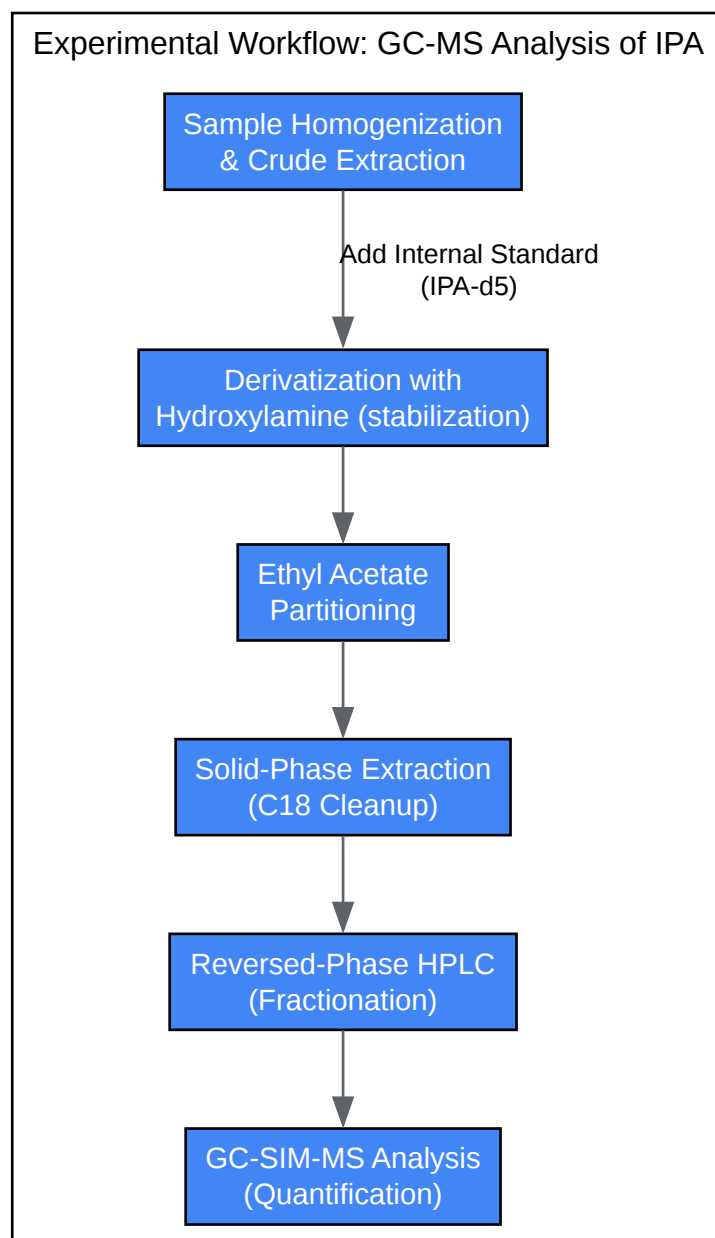 Experimental Workflow: GC-MS Analysis of IPA
Sample Homogenization
& Crude Extraction
Add Internal Standard
(IPA-d5)
Derivatization with
Hydroxylamine (stabilization)
Ethyl Acetate
Partitioning
Solid-Phase Extraction
(C18 Cleanup)
Reversed-Phase HPLC
(Fractionation)
GC-SIM-MS Analysis
(Quantification)